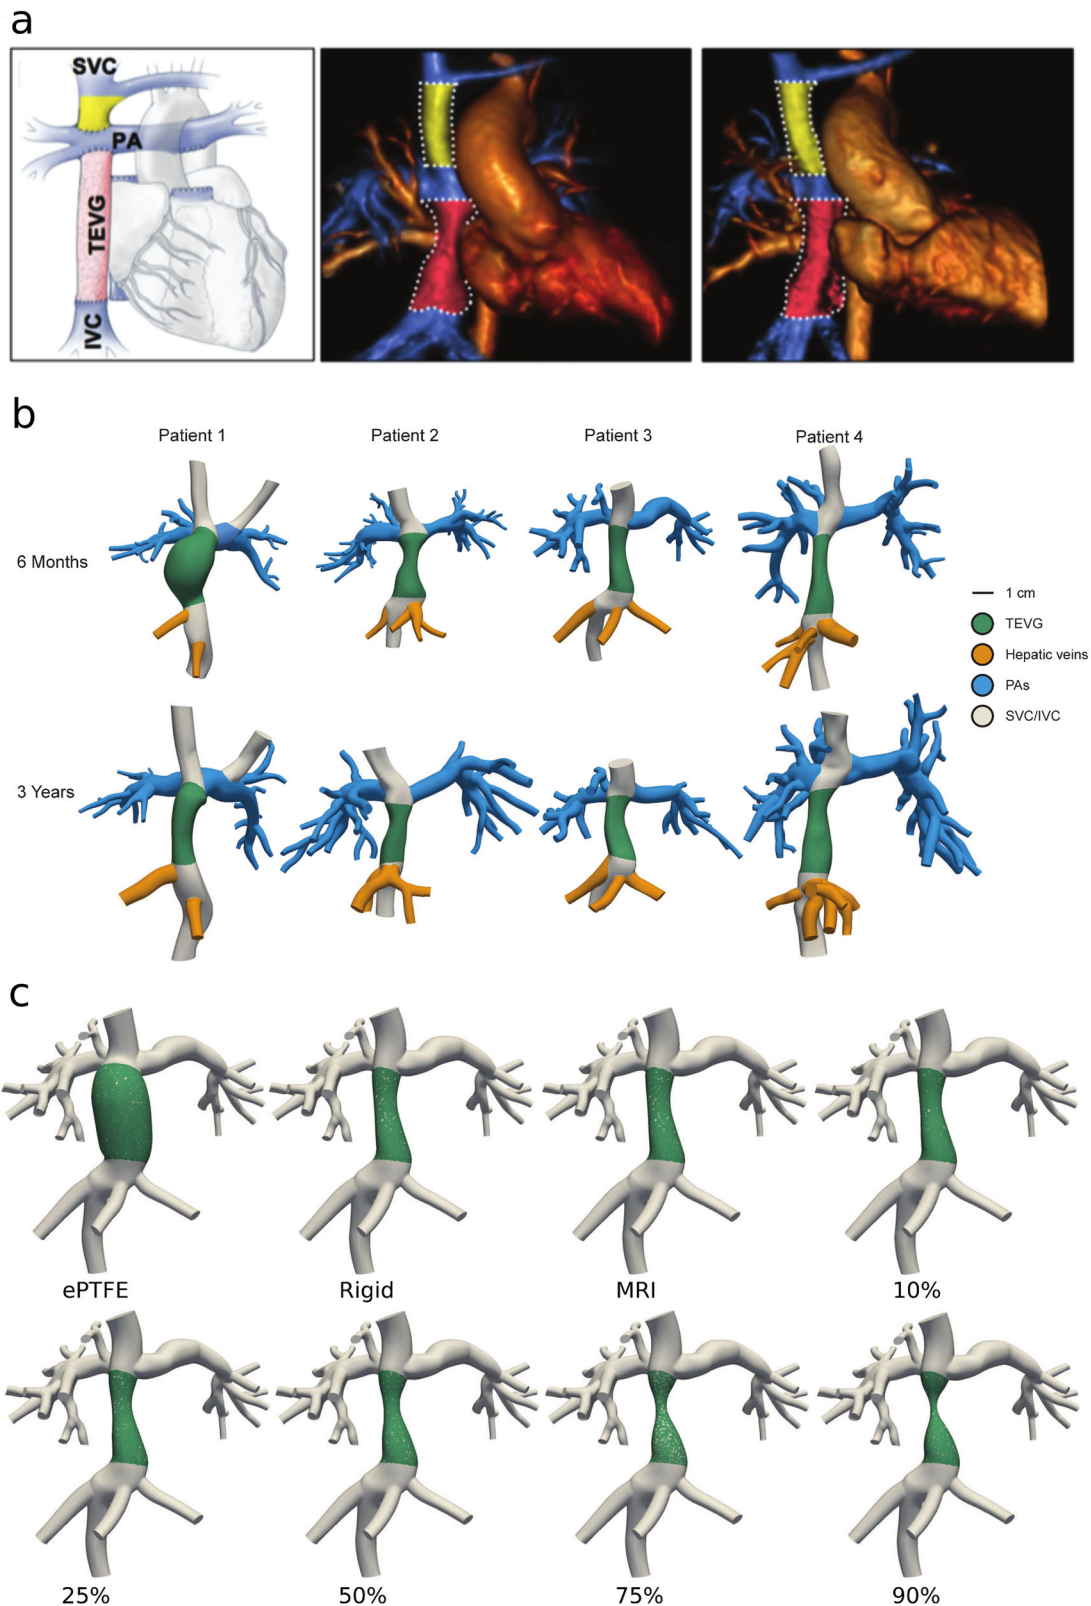 a
SVC
PA
TEVG
IVC
b
Patient 1
Patient 2
Patient 3
Patient 4
6 Months
1 cm
TEVG
Hepatic veins
PAs
SVC/IVC
3 Years
c
ePTFE
Rigid
MRI
10%
25%
50%
75%
90%